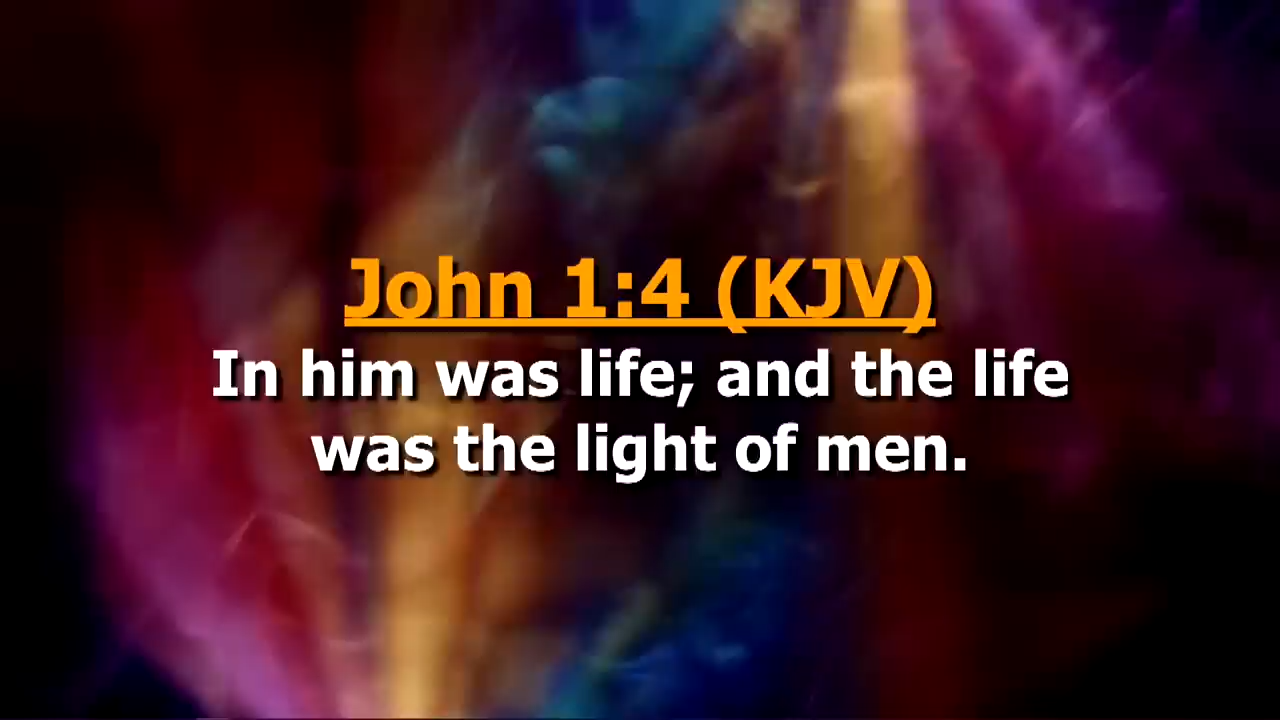 John 1:4 (KJV)
In him was life; and the life
was the light of men.